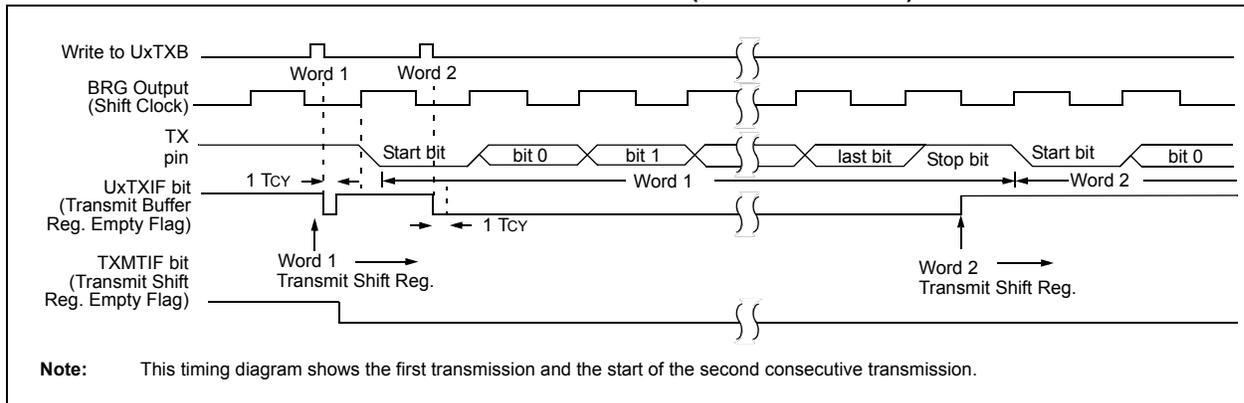 Write to UxTXB
Word 1
Word 2
BRG Output
(Shift Clock)
TX
pin
Start bit
bit 0
bit 1
last bit
Stop bit
Start bit
bit 0
1 TCY
Word 1
Word 2
UxTXIF bit
(Transmit Buffer
Reg. Empty Flag)
1 TCY
Word 1
Transmit Shift Reg.
Word 2
Transmit Shift Reg.
TXMTIF bit
(Transmit Shift
Reg. Empty Flag)
Note: This timing diagram shows the first transmission and the start of the second consecutive transmission.